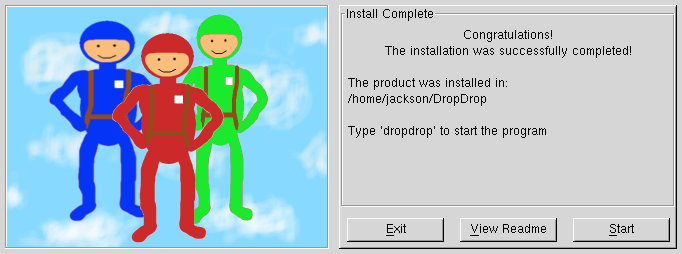 Install Complete
Congratulations!
The installation was successfully completed!
The product was installed in:
/home/jackson/DropDrop
Type 'dropdrop' to start the program
Exit
View Readme
Start